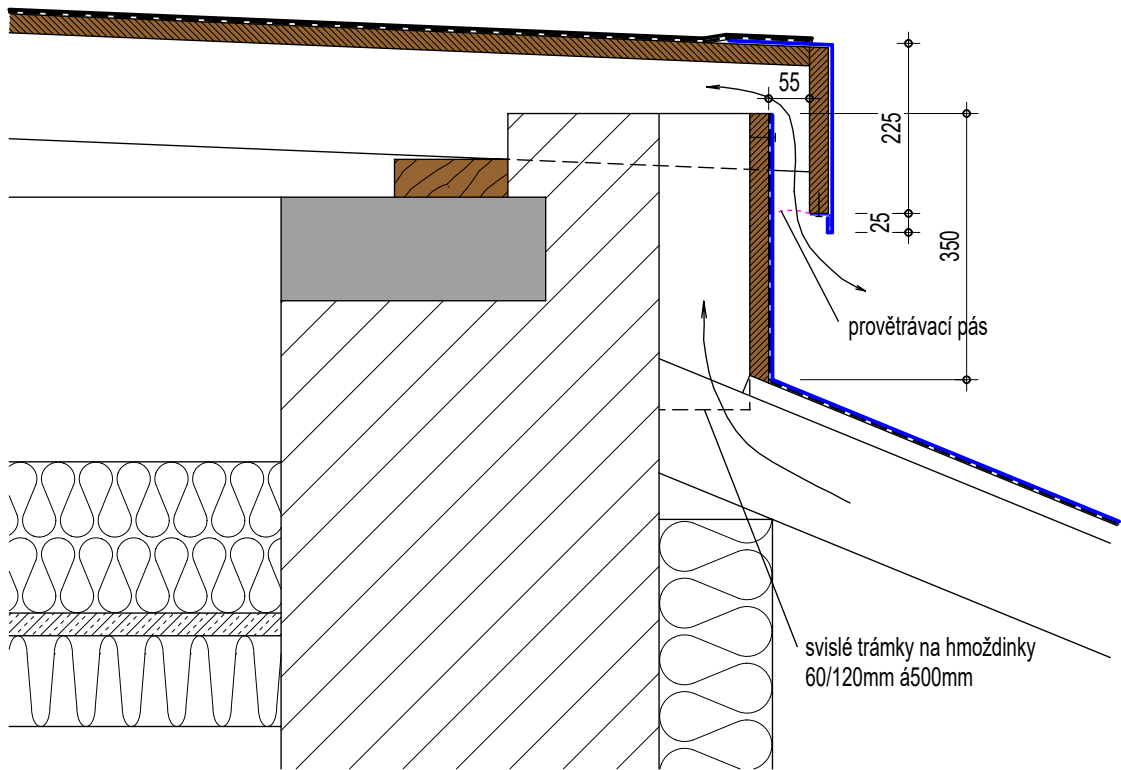 55
225
25
350
provětrávací pás
svislé trámky na hmoždinky
60/120mm á500mm